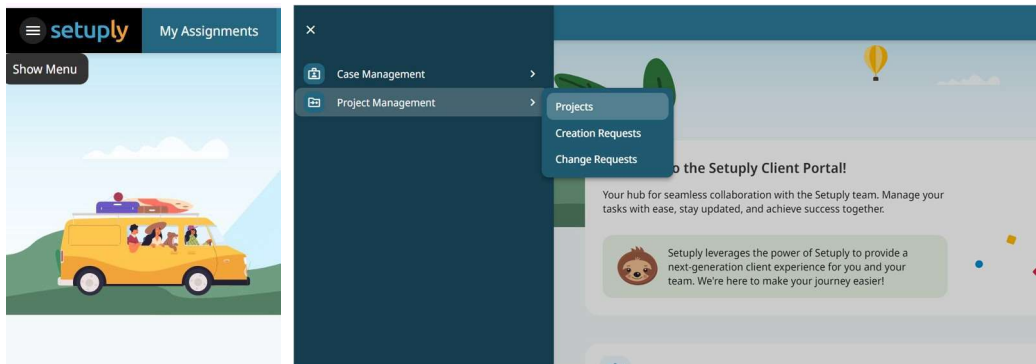 setuply
My Assignments
Show Menu
Case Management
Project Management
Projects
Creation Requests
Change Requests
o the Setuply Client Portal!
Your hub for seamless collaboration with the Setuply team. Manage your
tasks with ease, stay updated, and achieve success together.
Setuply leverages the power of Setuply to provide a
next-generation client experience for you and your
team. We're here to make your journey easier!